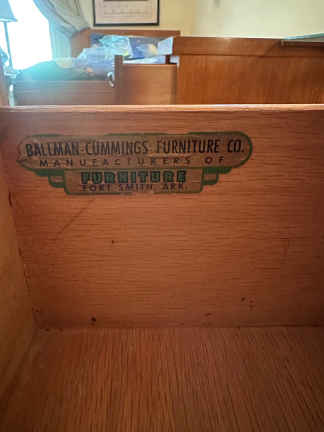 BALLMAN-CUMMINGS FURNITURE CO.
MANUFACTURERS OF
FURNITURE
FORT SMITH, ARK.